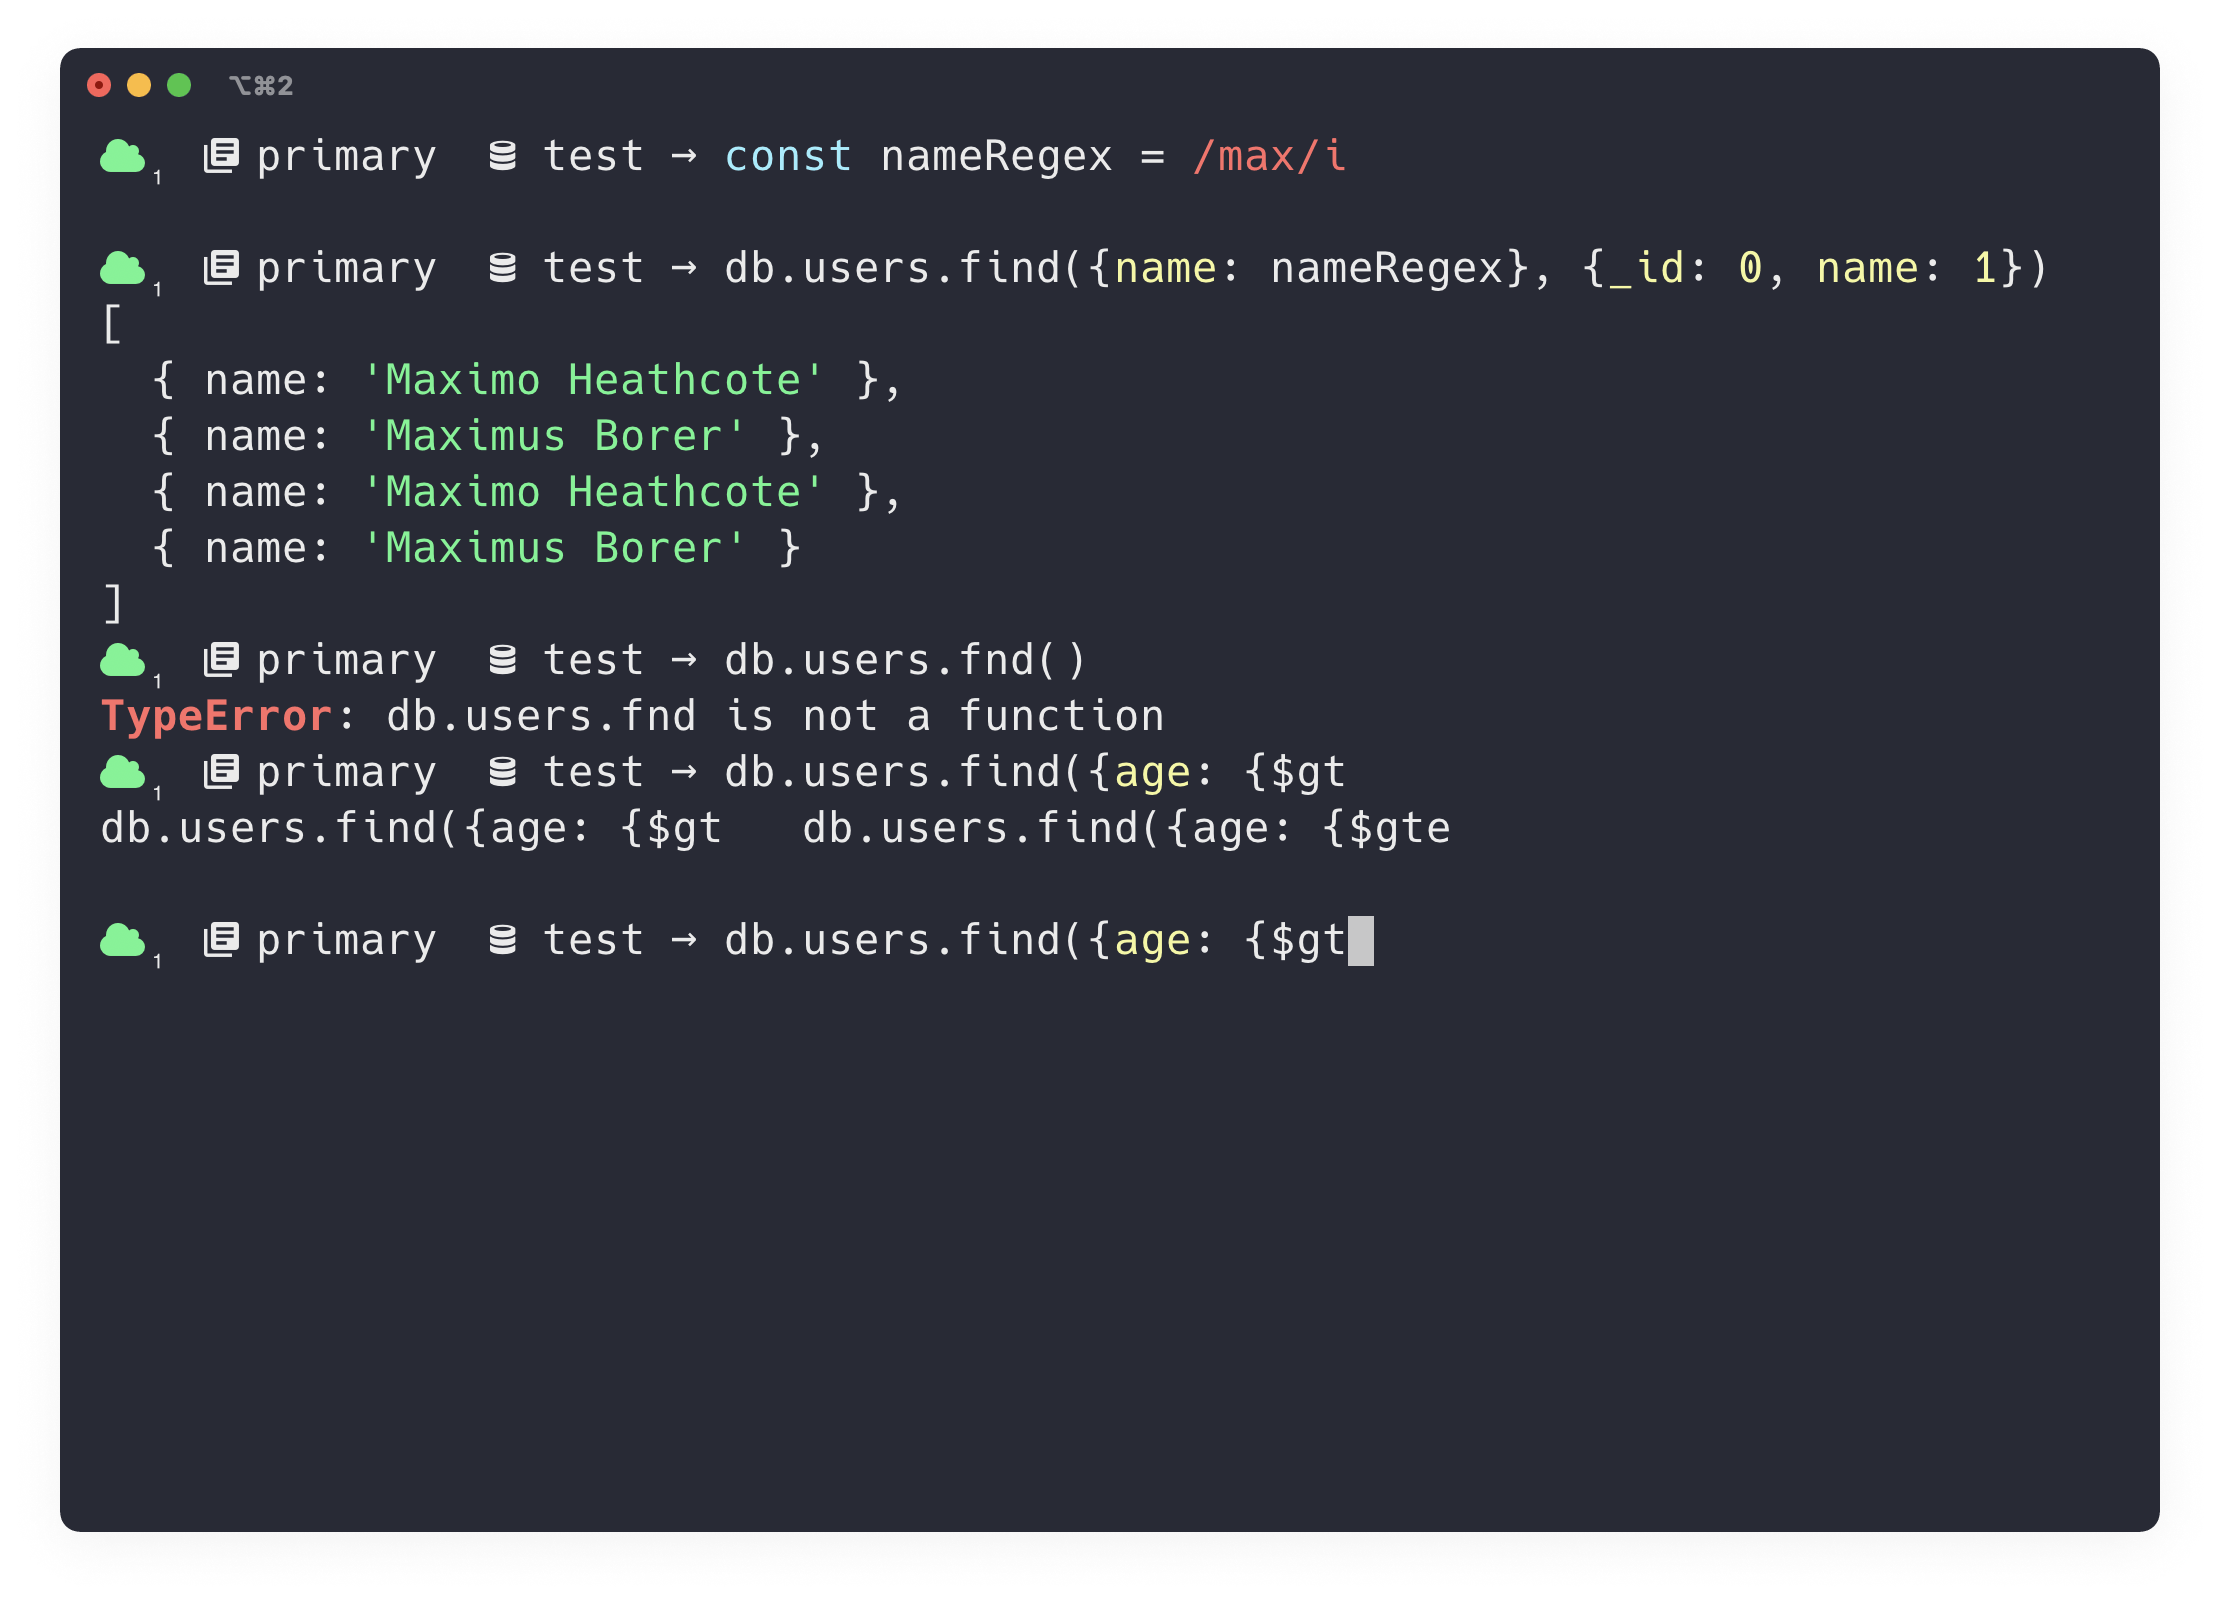 ⌥⌘2
1 primary test → const nameRegex = /max/i
1 primary test → db.users.find({name: nameRegex}, {_id: 0, name: 1})
[
  { name: 'Maximo Heathcote' },
  { name: 'Maximus Borer' },
  { name: 'Maximo Heathcote' },
  { name: 'Maximus Borer' }
]
1 primary test → db.users.fnd()
TypeError: db.users.fnd is not a function
1 primary test → db.users.find({age: {$gt
db.users.find({age: {$gt   db.users.find({age: {$gte
1 primary test → db.users.find({age: {$gt